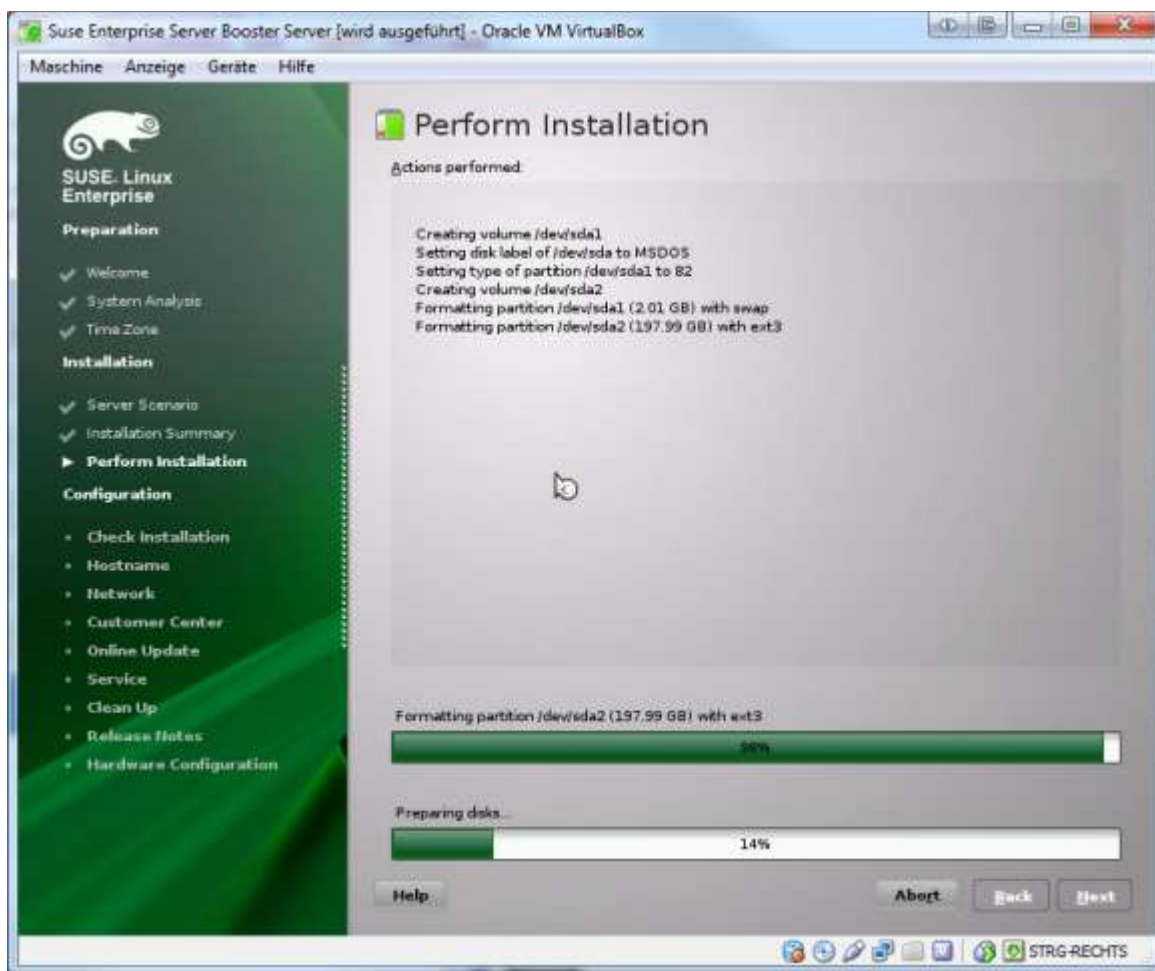 Suse Enterprise Server Booster Server [wird ausgeführt] - Oracle VM VirtualBox
Maschine Anzeige Geräte Hilfe
SUSE. Linux
Enterprise
Preparation
Welcome
System Analysis
Time Zone
Installation
Server Scenario
Installation Summary
Perform Installation
Configuration
Check Installation
Hostname
Network
Customer Center
Online Update
Service
Clean Up
Release Notes
Hardware Configuration
Perform Installation
Actions performed:
Creating volume /dev/sda1
Setting disk label of /dev/sda to MSDOS
Setting type of partition /dev/sda1 to 82
Creating volume /dev/sda2
Formatting partition /dev/sda1 (2.01 GB) with swap
Formatting partition /dev/sda2 (197.99 GB) with ext3
Formatting partition /dev/sda2 (197.99 GB) with ext3
98%
Preparing disks...
14%
Help Abort Back Next
STRG-RECHTS